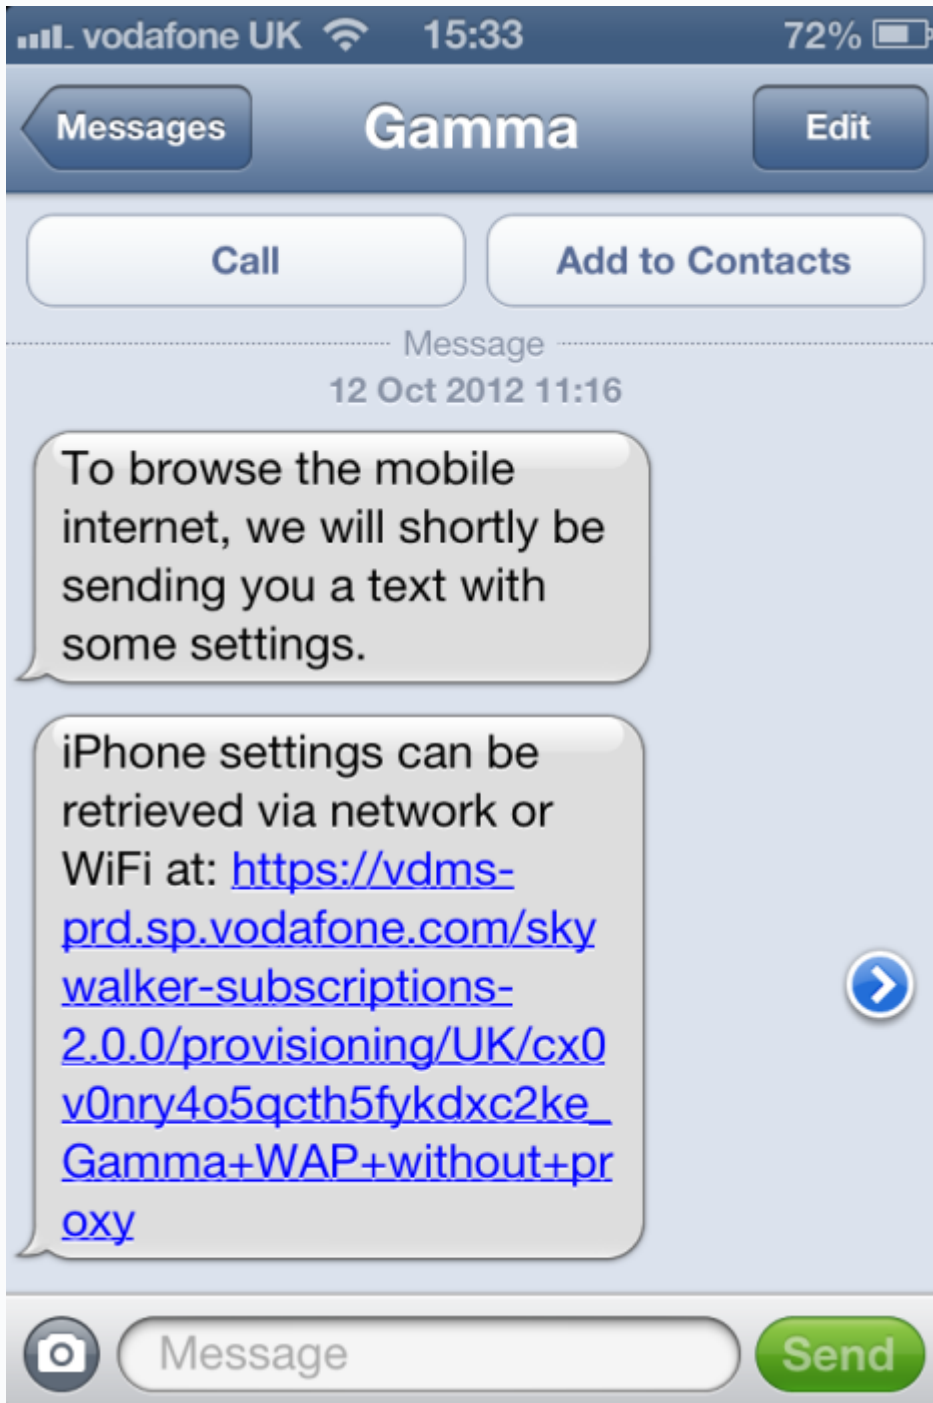 vodafone UK 15:33 72%
Messages Gamma Edit
Call Add to Contacts
Message
12 Oct 2012 11:16
To browse the mobile
internet, we will shortly be
sending you a text with
some settings.
iPhone settings can be
retrieved via network or
WiFi at: https://vdms-
prd.sp.vodafone.com/sky
walker-subscriptions-
2.0.0/provisioning/UK/cx0
v0nry4o5qcth5fykdxc2ke_
Gamma+WAP+without+pr
oxy
Message Send